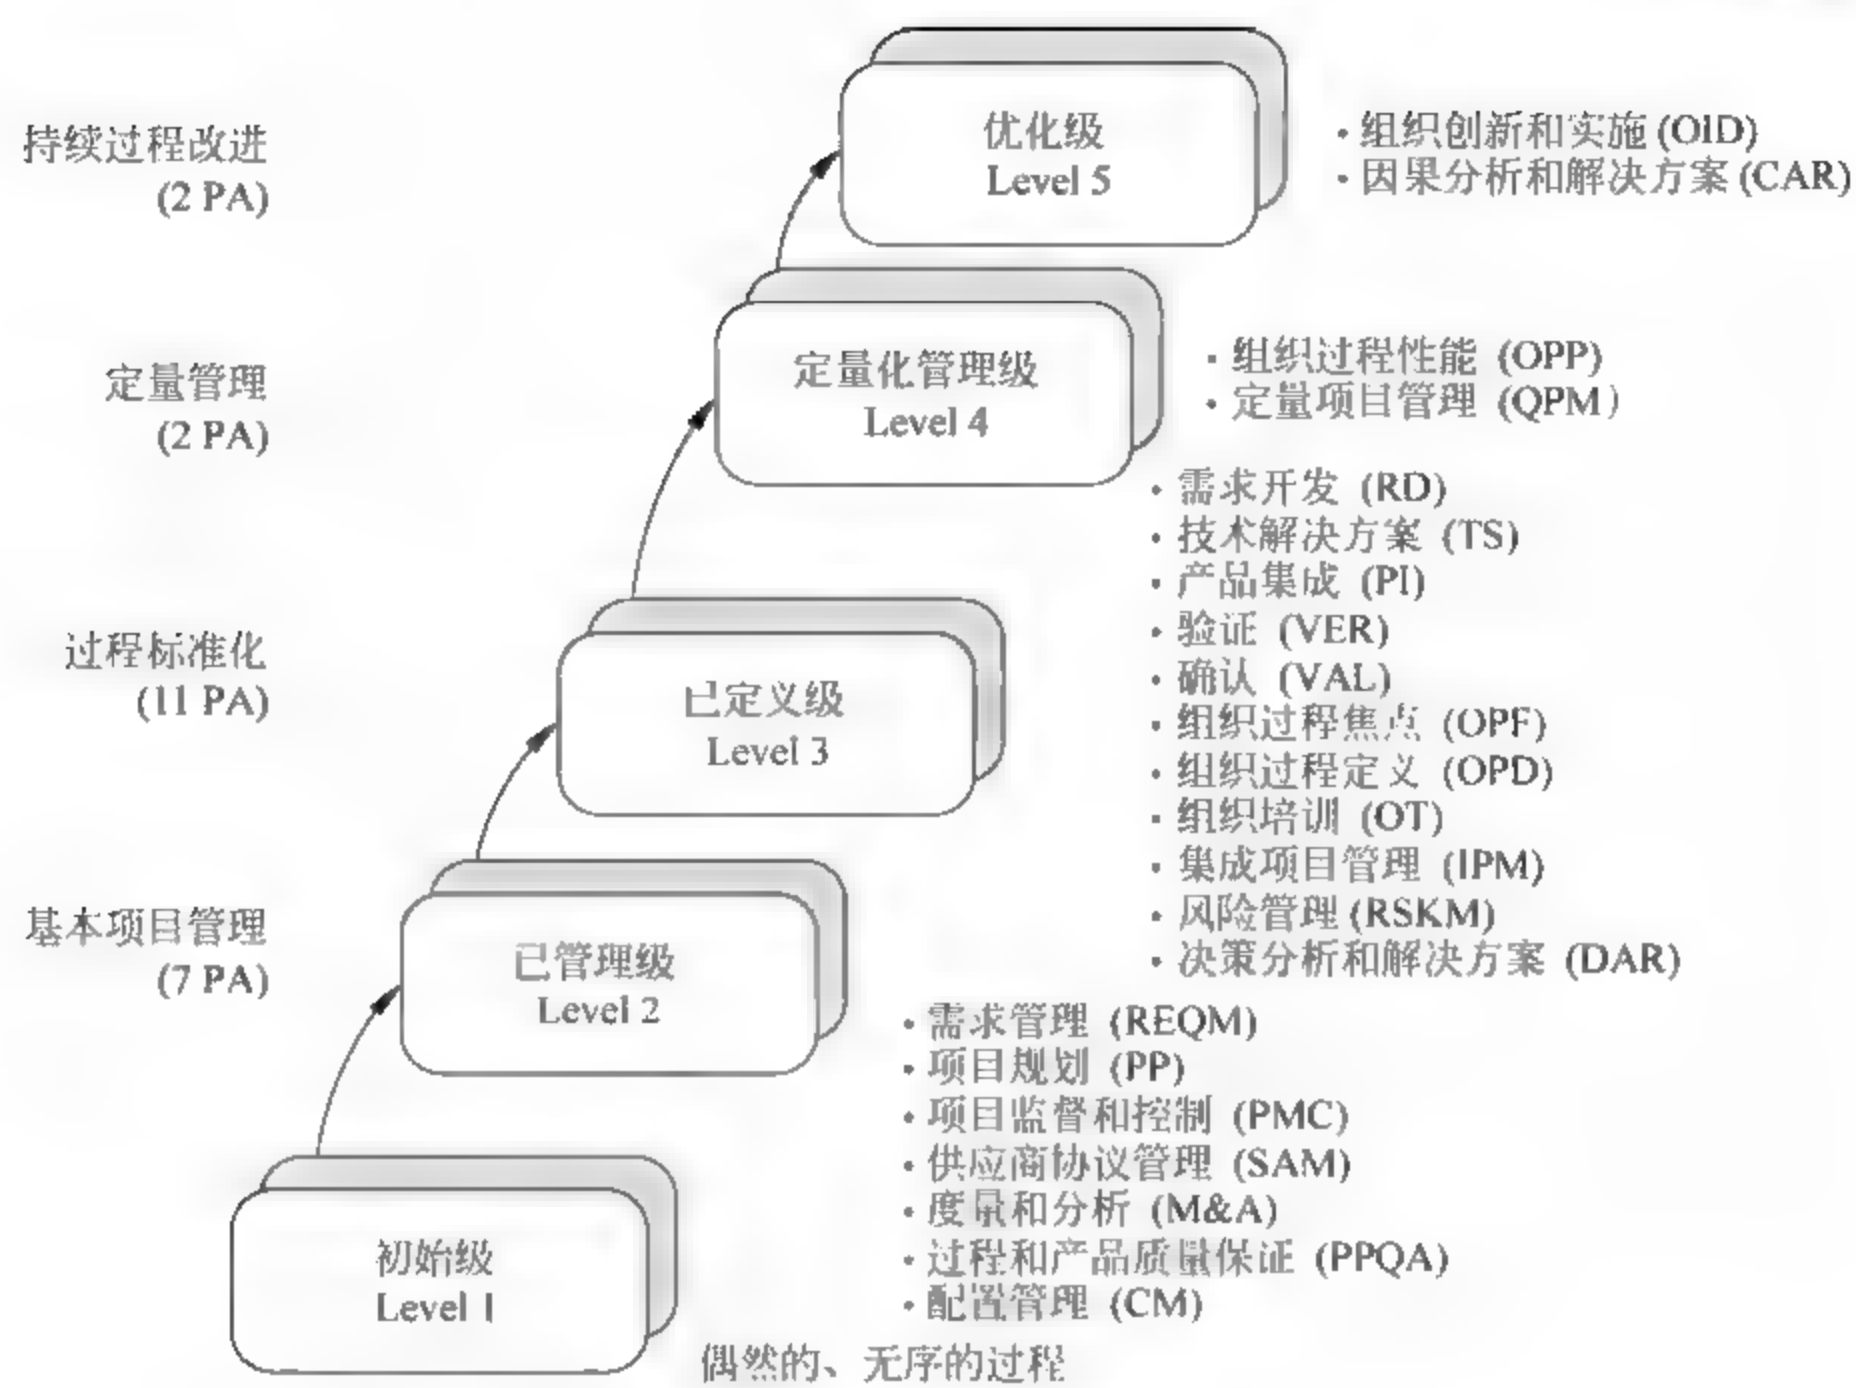 持续过程改进
(2 PA)
优化级
Level 5
· 组织创新和实施 (OID)
· 因果分析和解决方案 (CAR)
定量管理
(2 PA)
定量化管理级
Level 4
· 组织过程性能 (OPP)
· 定量项目管理 (QPM)
过程标准化
(11 PA)
已定义级
Level 3
· 需求开发 (RD)
· 技术解决方案 (TS)
· 产品集成 (PI)
· 验证 (VER)
· 确认 (VAL)
· 组织过程焦点 (OPF)
· 组织过程定义 (OPD)
· 组织培训 (OT)
· 集成项目管理 (IPM)
· 风险管理 (RSKM)
· 决策分析和解决方案 (DAR)
基本项目管理
(7 PA)
已管理级
Level 2
· 需求管理 (REQM)
· 项目规划 (PP)
· 项目监督和控制 (PMC)
· 供应商协议管理 (SAM)
· 度量和分析 (M&A)
· 过程和产品质量保证 (PPQA)
· 配置管理 (CM)
初始级
Level 1
偶然的、无序的过程